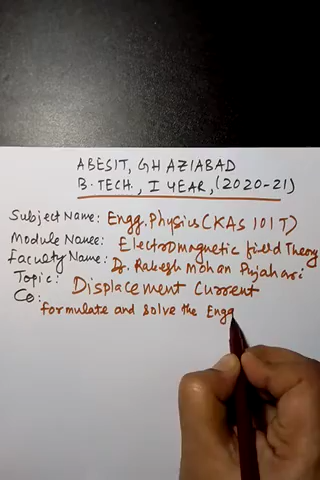 ABESIT, GHAZIABAD
B.TECH., I YEAR, (2020-21)
Subject Name: Engg. Physics (KAS 101T)
Module Name: ElectroMagnetic field Theory
Faculty Name: Dr. Rakesh Mohan Pujahari
Topic: Displacement Current
Co:
formulate and solve the Engg